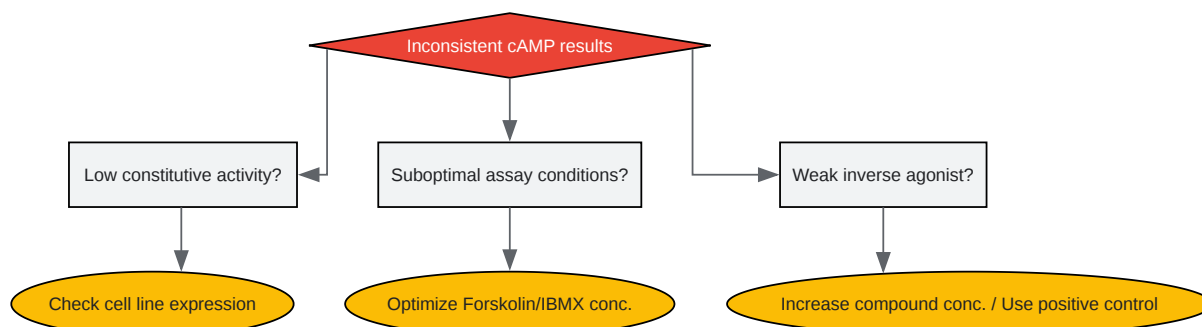 Inconsistent cAMP results
Low constitutive activity?
Suboptimal assay conditions?
Weak inverse agonist?
Check cell line expression
Optimize Forskolin/IBMX conc.
Increase compound conc. / Use positive control